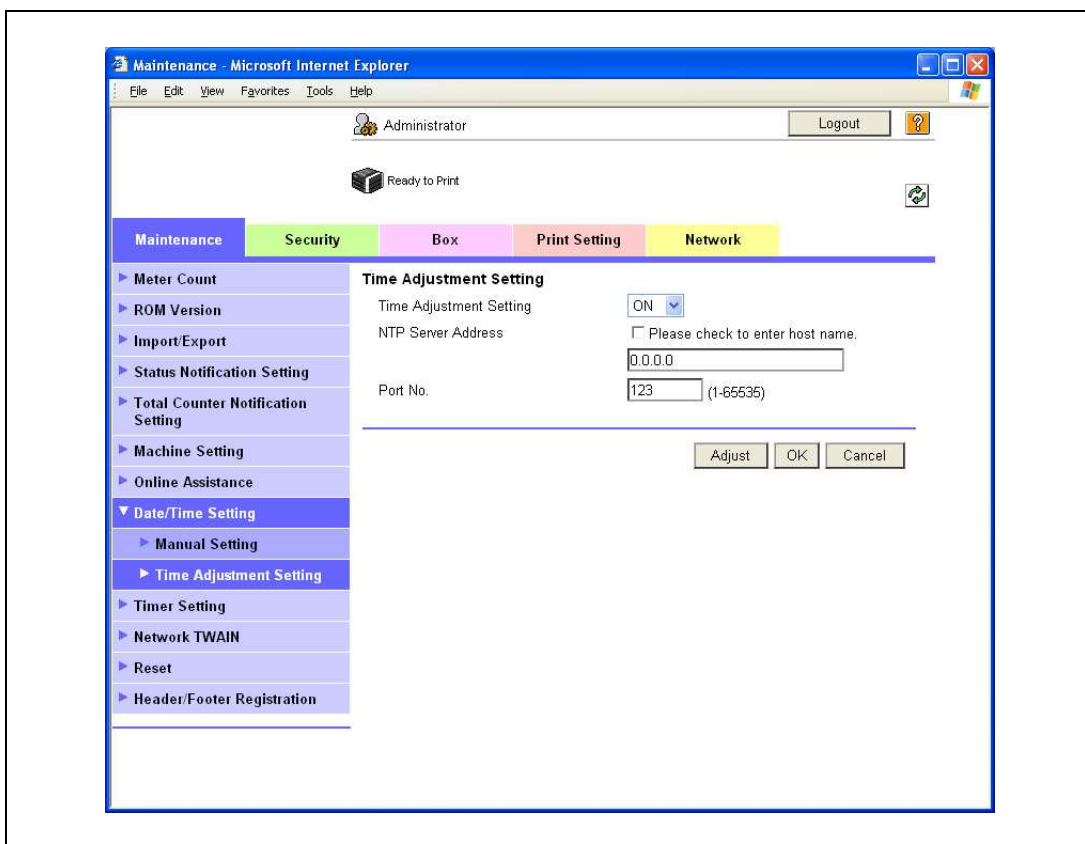 Maintenance - Microsoft Internet Explorer
File Edit View Favorites Tools Help
Administrator
Logout
?
Ready to Print
Maintenance Security Box Print Setting Network
Meter Count
ROM Version
Import/Export
Status Notification Setting
Total Counter Notification
Setting
Machine Setting
Online Assistance
Date/Time Setting
Manual Setting
Time Adjustment Setting
Timer Setting
Network TWAIN
Reset
Header/Footer Registration
Time Adjustment Setting
Time Adjustment Setting ON
NTP Server Address Please check to enter host name.
0.0.0.0
Port No. 123 (1-65535)
Adjust OK Cancel